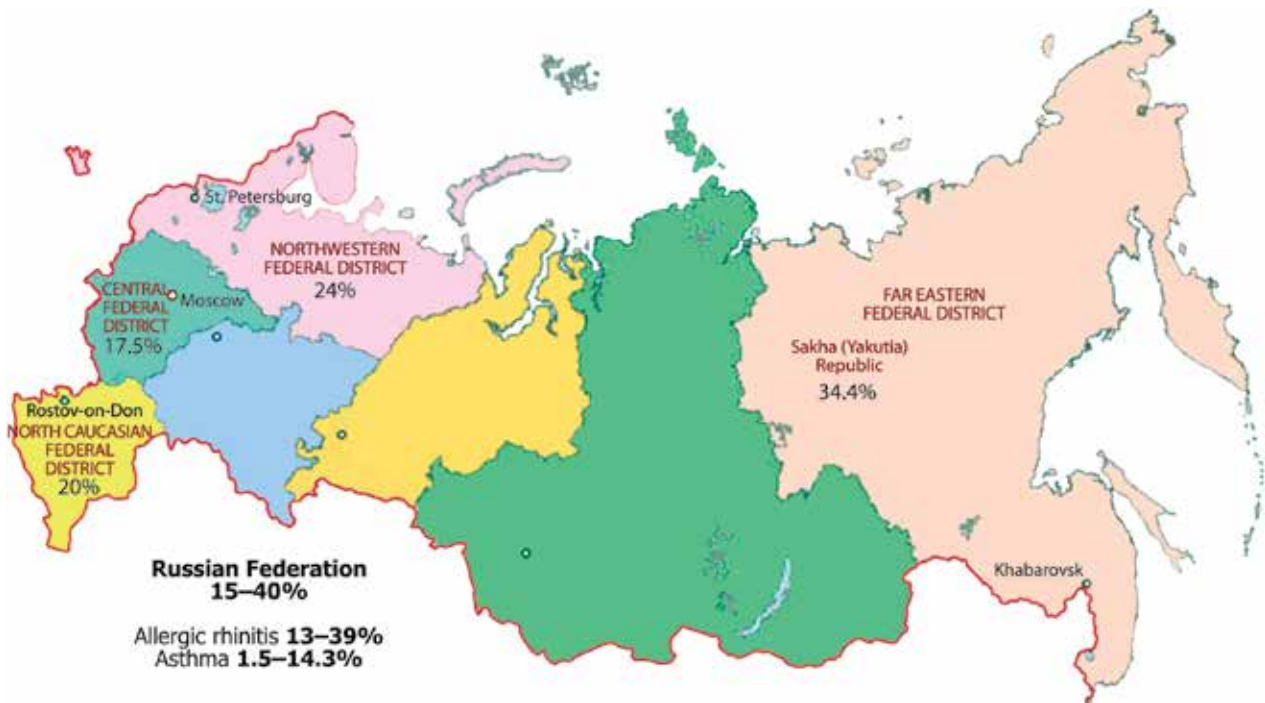 St. Petersburg
NORTHWESTERN
FEDERAL DISTRICT
24%
CENTRAL
FEDERAL
DISTRICT
17.5%
Moscow
Rostov-on-Don
NORTH CAUCASIAN
FEDERAL
DISTRICT
20%
FAR EASTERN
FEDERAL DISTRICT
Sakha (Yakutia)
Republic
34.4%
Khabarovsk
Russian Federation
15–40%
Allergic rhinitis 13–39%
Asthma 1.5–14.3%